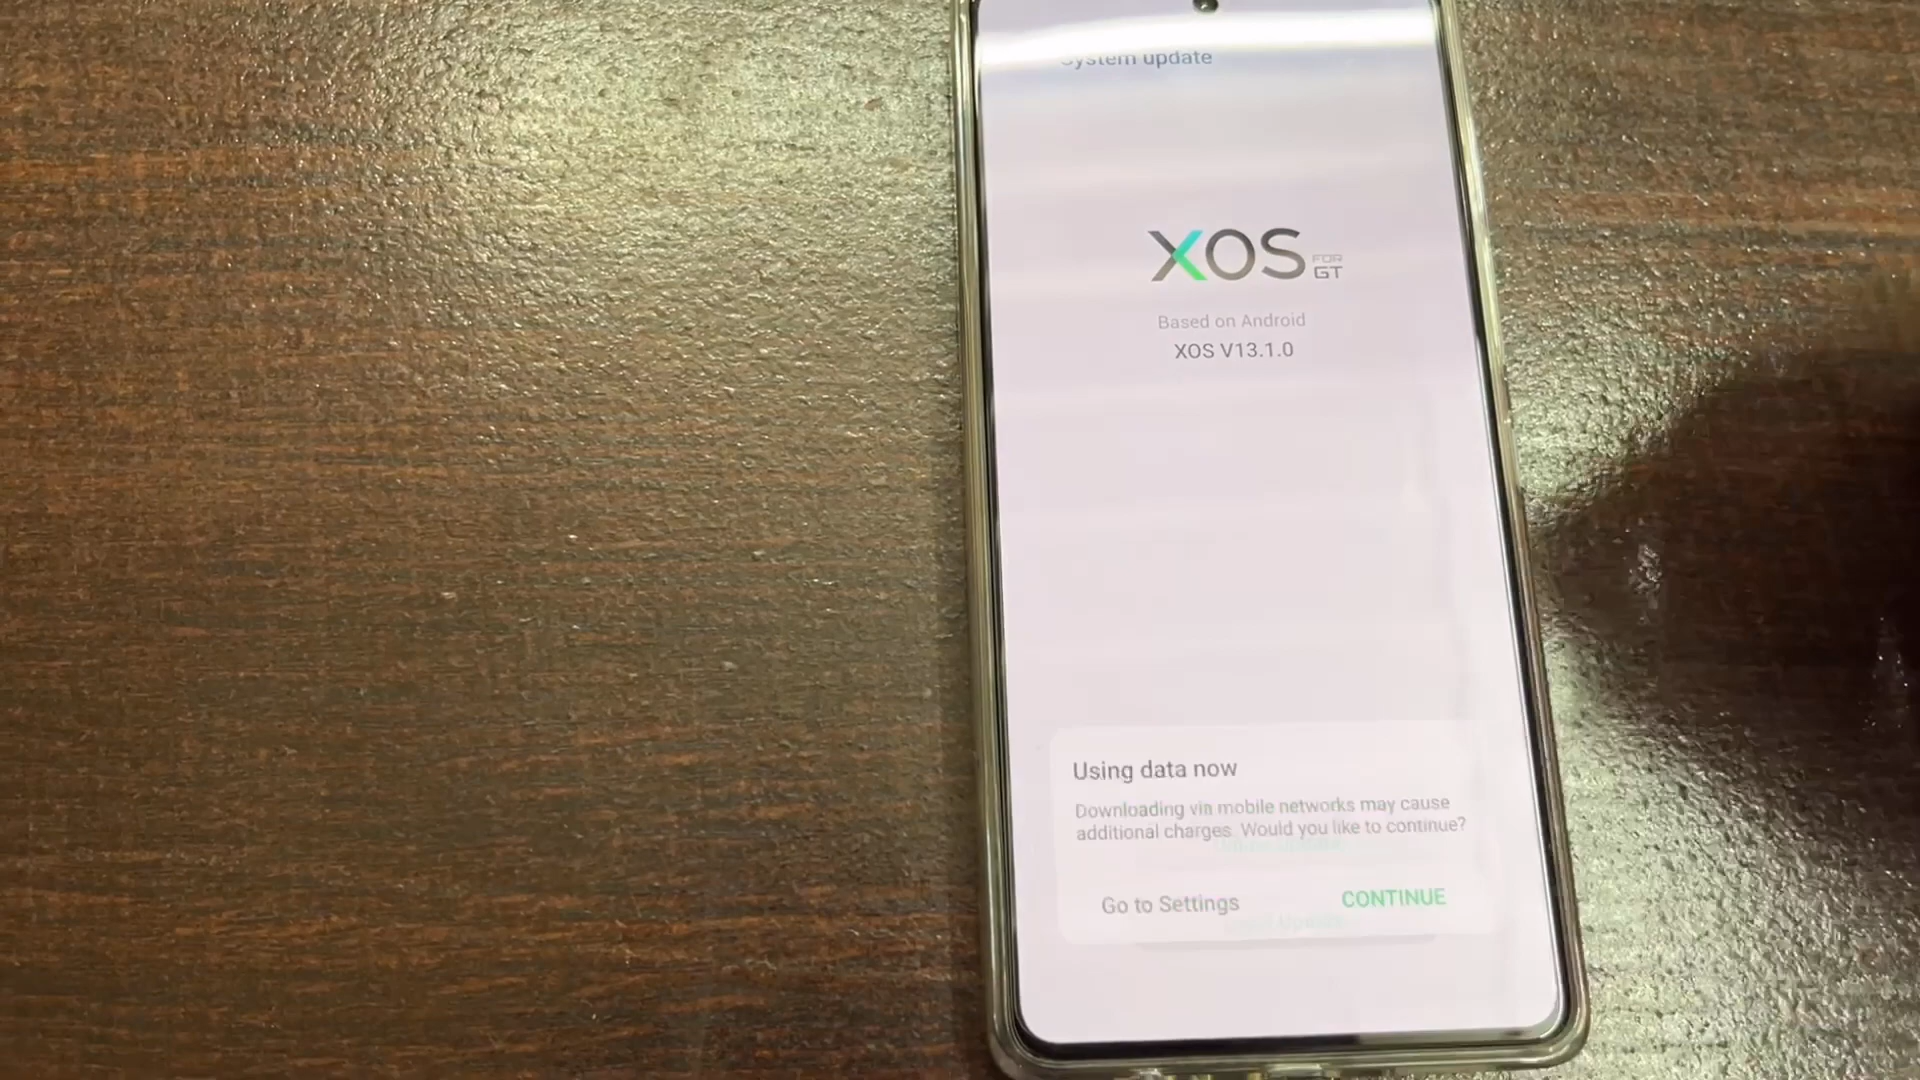 System update
XOS FOR GT
Based on Android
XOS V13.1.0
Using data now
Downloading via mobile networks may cause
additional charges. Would you like to continue?
Go to Settings
CONTINUE